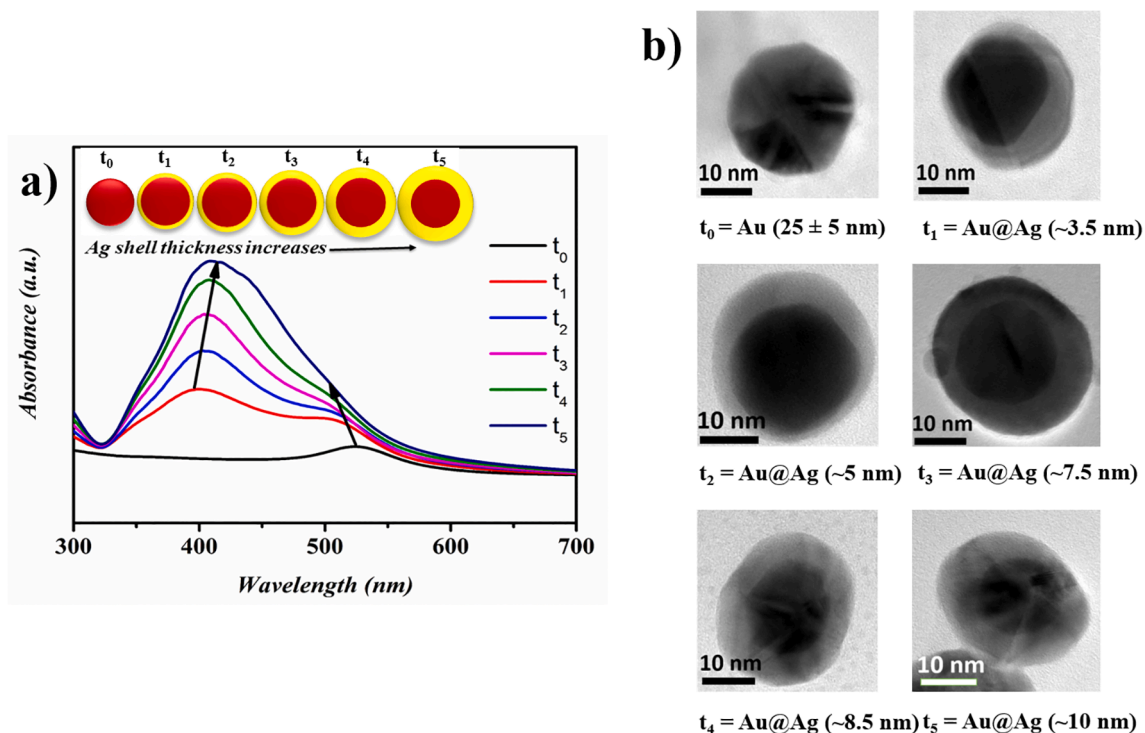 a)
t₀ t₁ t₂ t₃ t₄ t₅
Ag shell thickness increases
t₀
t₁
t₂
t₃
t₄
t₅
Absorbance (a.u.)
300 400 500 600 700
Wavelength (nm)
b)
10 nm
10 nm
t₀ = Au (25 ± 5 nm)
t₁ = Au@Ag (~3.5 nm)
10 nm
10 nm
t₂ = Au@Ag (~5 nm)
t₃ = Au@Ag (~7.5 nm)
10 nm
10 nm
t₄ = Au@Ag (~8.5 nm)
t₅ = Au@Ag (~10 nm)